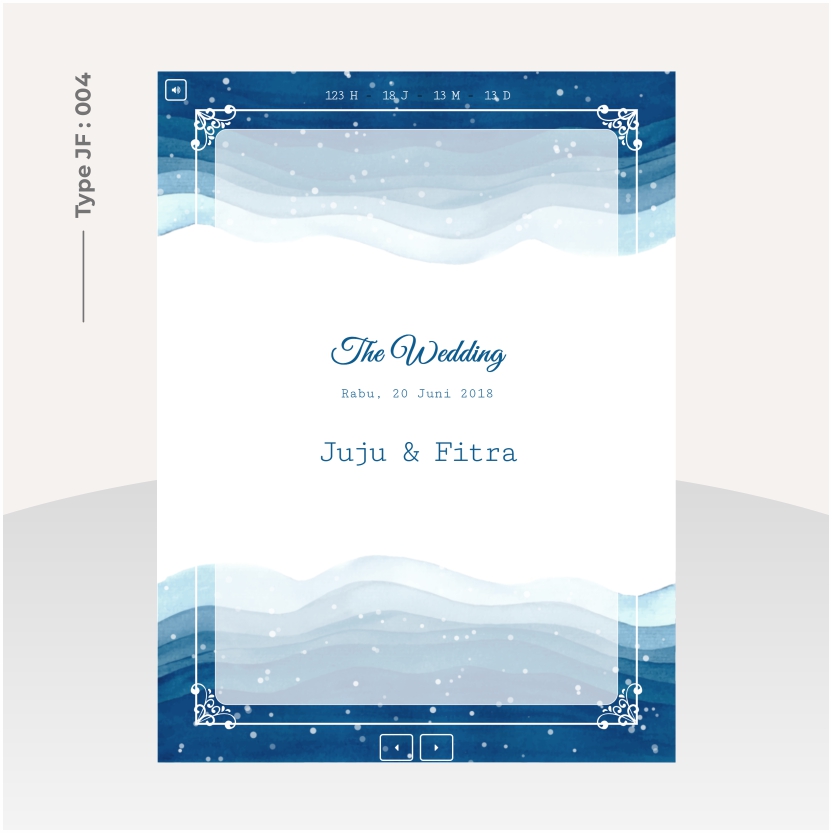 Type JF : 004
123 H - 18 J - 13 M - 13 D
The Wedding
Rabu, 20 Juni 2018
Juju & Fitra